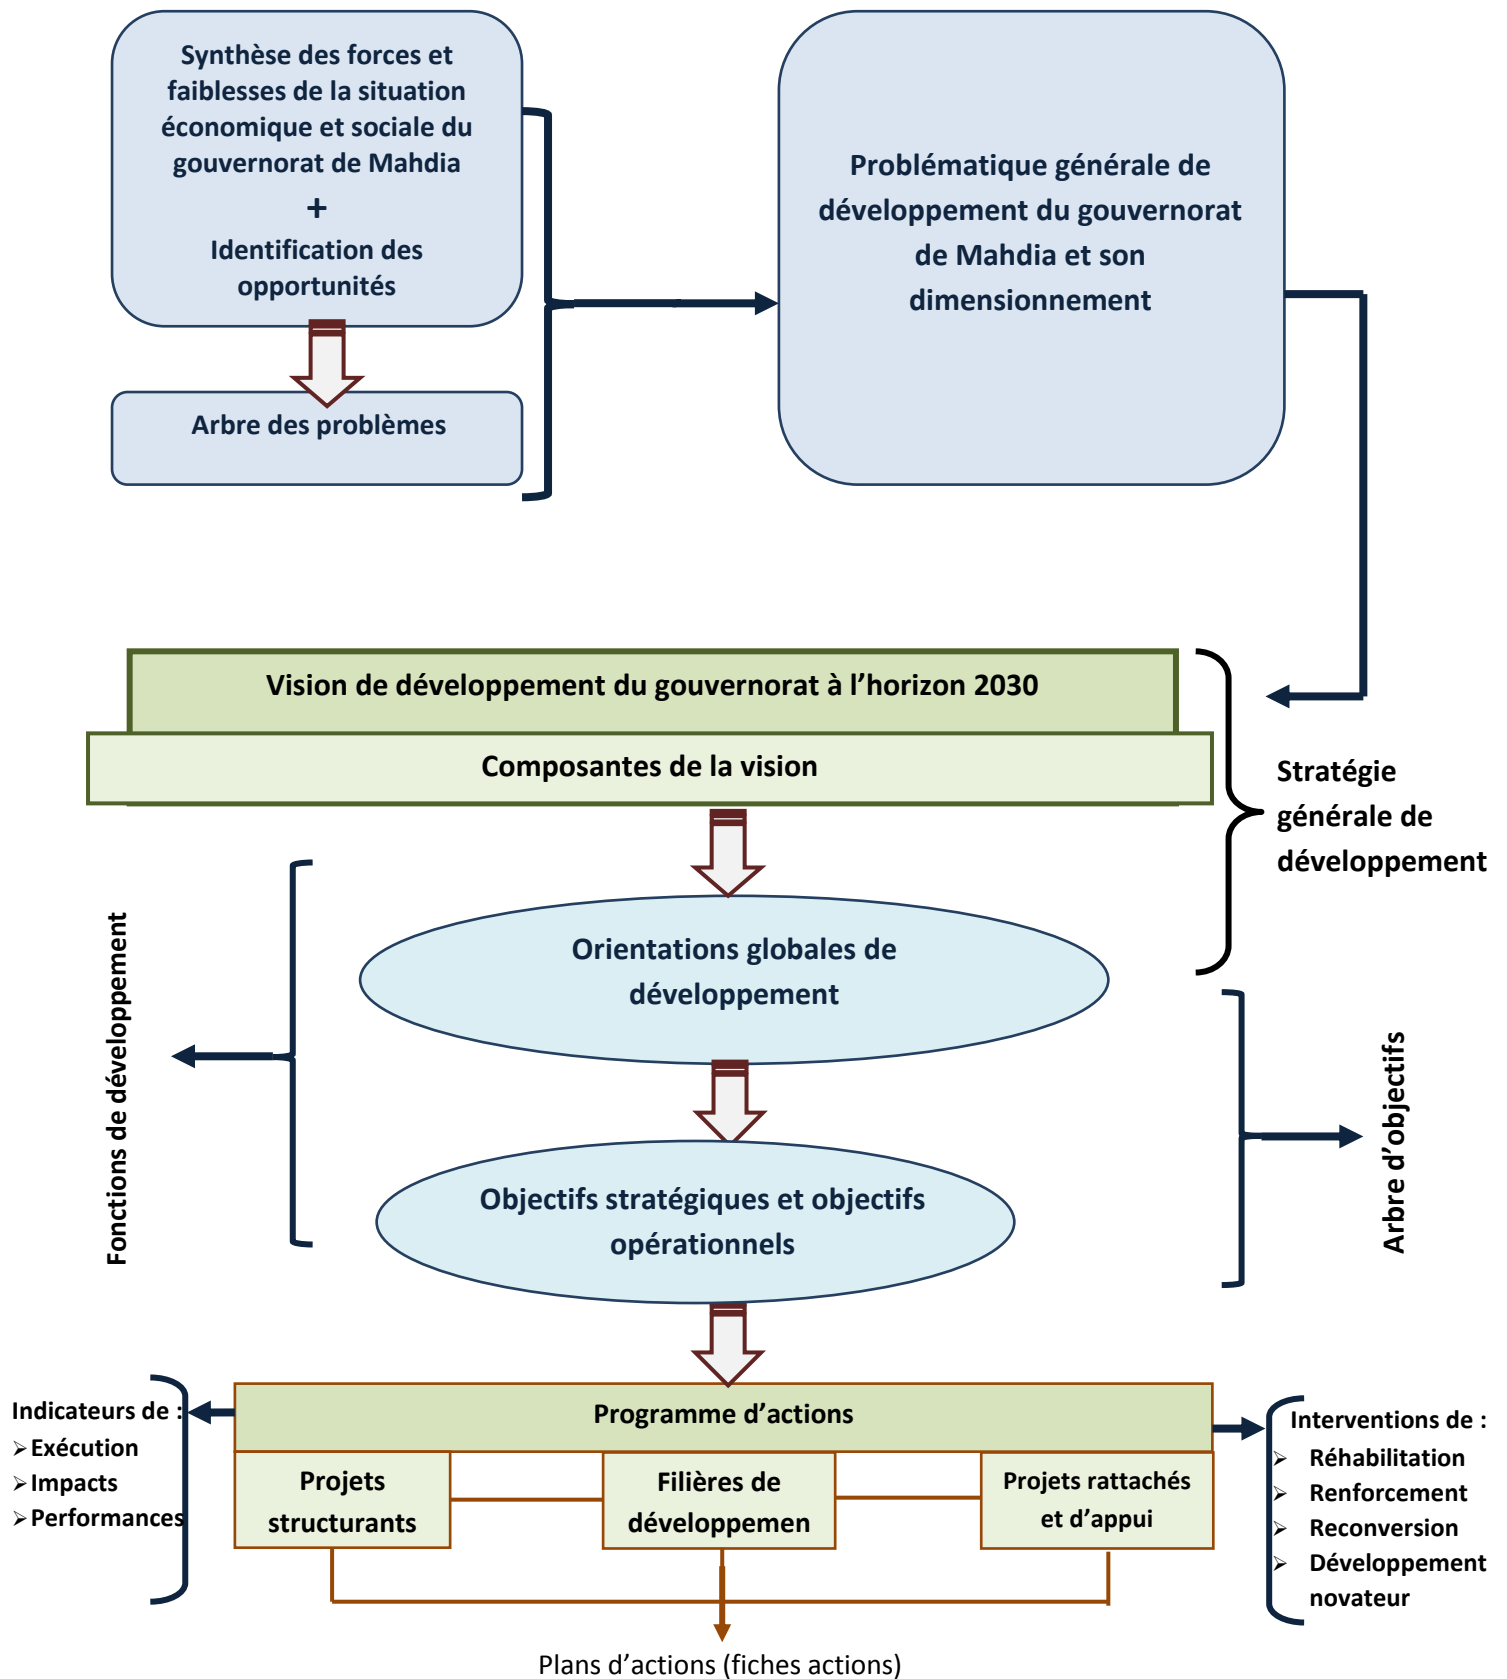 Synthèse des forces et
faiblesses de la situation
économique et sociale du
gouvernorat de Mahdia
+
Identification des
opportunités
Arbre des problèmes
Problématique générale de
développement du gouvernorat
de Mahdia et son
dimensionnement
Vision de développement du gouvernorat à l’horizon 2030
Composantes de la vision
Stratégie
générale de
développement
Orientations globales de
développement
Fonctions de développement
Objectifs stratégiques et objectifs
opérationnels
Arbre d’objectifs
Programme d’actions
Indicateurs de :
➢Exécution
➢Impacts
➢Performances
Projets
structurants
Filières de
développemen
Projets rattachés
et d’appui
Interventions de :
➢ Réhabilitation
➢ Renforcement
➢ Reconversion
➢ Développement
novateur
Plans d’actions (fiches actions)